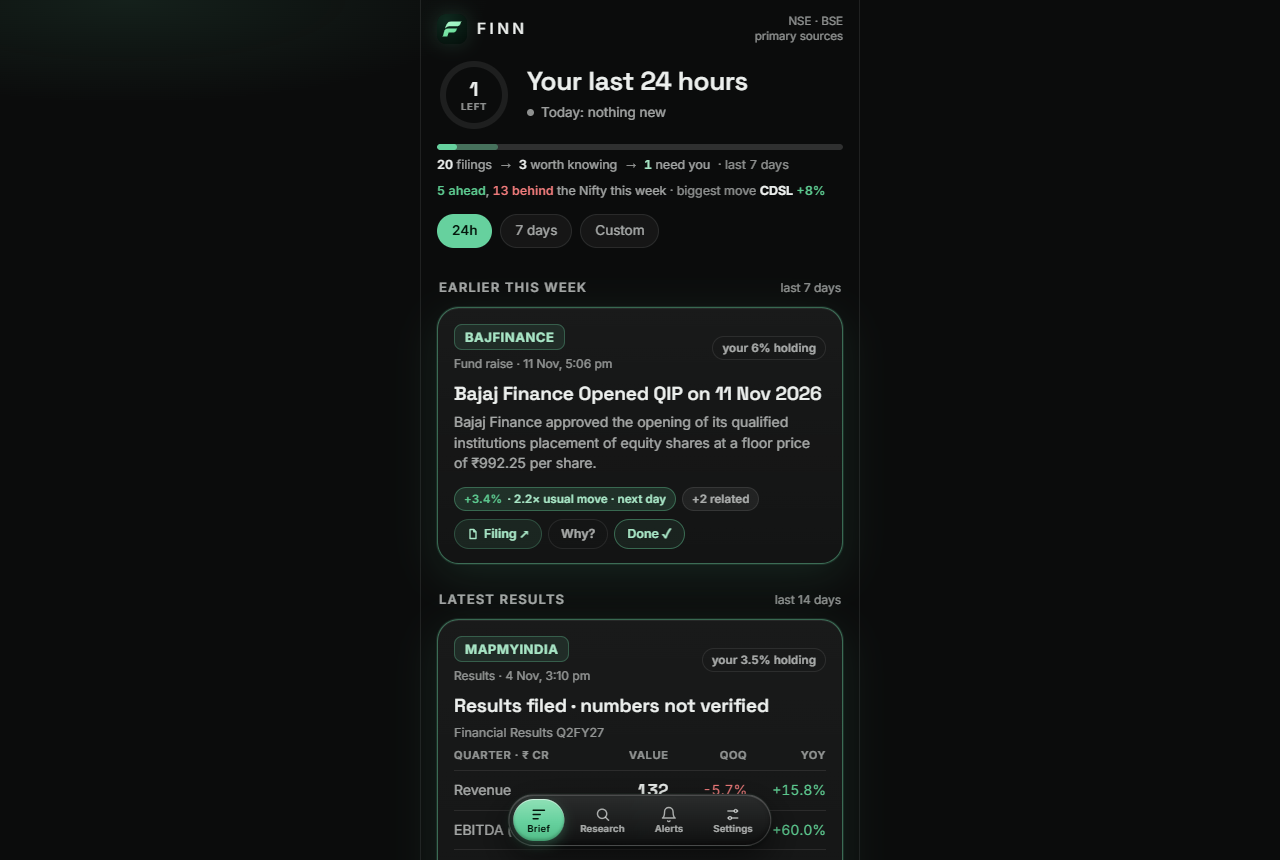 FINN
NSE · BSE
primary sources
1
LEFT
Your last 24 hours
Today: nothing new
20 filings → 3 worth knowing → 1 need you · last 7 days
5 ahead, 13 behind the Nifty this week · biggest move CDSL +8%
24h 7 days Custom
EARLIER THIS WEEK last 7 days
BAJFINANCE
your 6% holding
Fund raise · 11 Nov, 5:06 pm
Bajaj Finance Opened QIP on 11 Nov 2026
Bajaj Finance approved the opening of its qualified
institutions placement of equity shares at a floor price
of ₹992.25 per share.
+3.4% · 2.2× usual move · next day +2 related
Filing ↗ Why? Done ✓
LATEST RESULTS last 14 days
MAPMYINDIA
your 3.5% holding
Results · 4 Nov, 3:10 pm
Results filed · numbers not verified
Financial Results Q2FY27
QUARTER · ₹ CR VALUE QOQ YOY
Revenue 132 -5.7% +15.8%
EBITDA +60.0%
Brief Research Alerts Settings